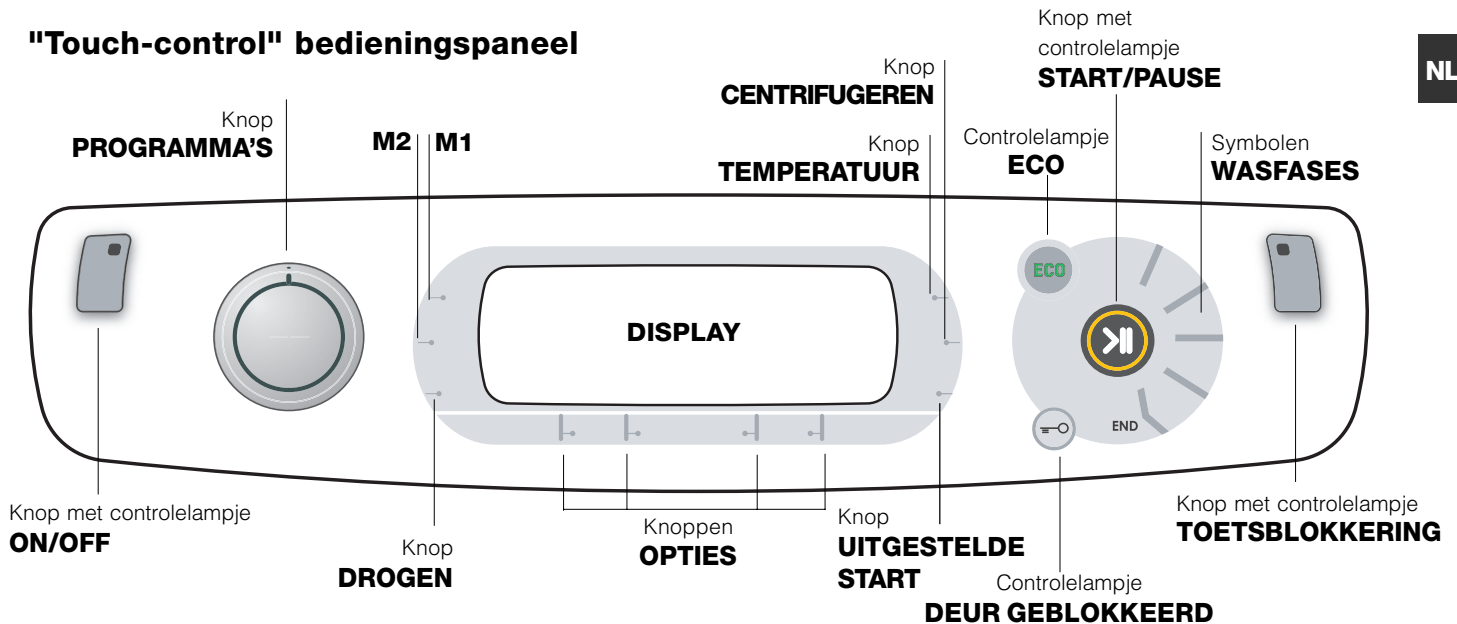 "Touch-control" bedieningspaneel
NL
Knop
PROGRAMMA'S
M2
M1
Knop
CENTRIFUGEREN
Knop
TEMPERATUUR
Knop met
controlelampje
START/PAUSE
Controlelampje
ECO
Symbolen
WASFASES
ECO
DISPLAY
END
Knop met controlelampje
ON/OFF
Knop
DROGEN
Knoppen
OPTIES
Knop
UITGESTELDE
START
Controlelampje
DEUR GEBLOKKEERD
Knop met controlelampje
TOETSBLOKKERING